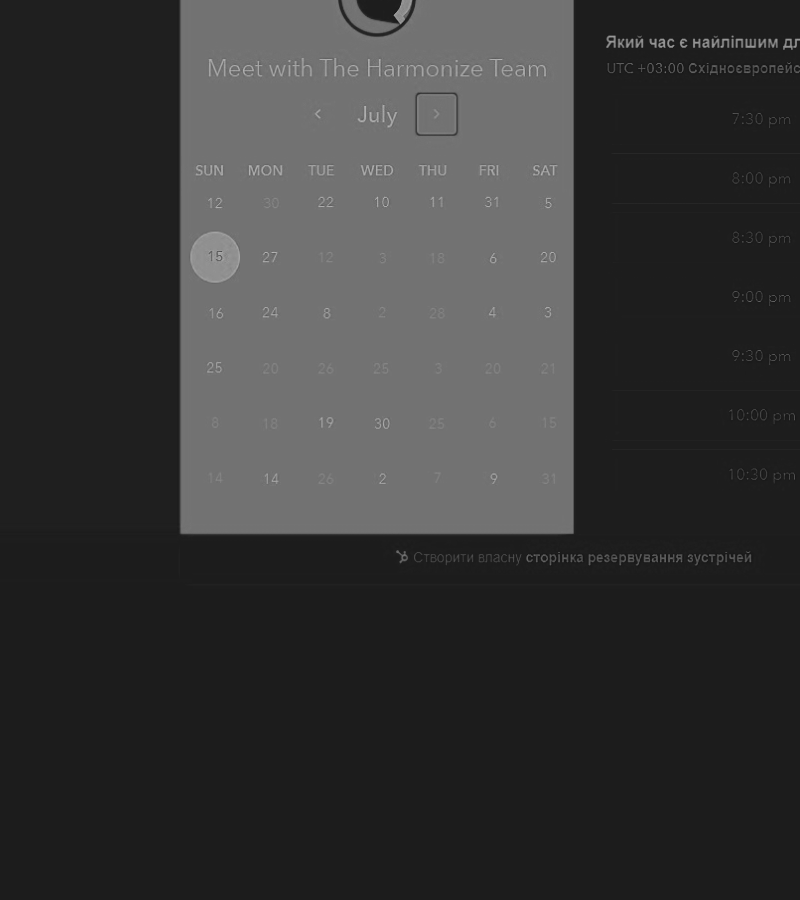 Meet with The Harmonize Team
July
SUN MON TUE WED THU FRI SAT
12 30 22 10 11 31 5
15 27 12 3 18 6 20
16 24 8 2 28 4 3
25 20 26 25 3 20 21
8 18 19 30 25 6 15
14 14 26 2 7 9 31
Який час є найліпшим
UTC +03:00
7:30 pm
8:00 pm
8:30 pm
9:00 pm
9:30 pm
10:00 pm
10:30 pm
Створити власну сторінка резервування зустрічей